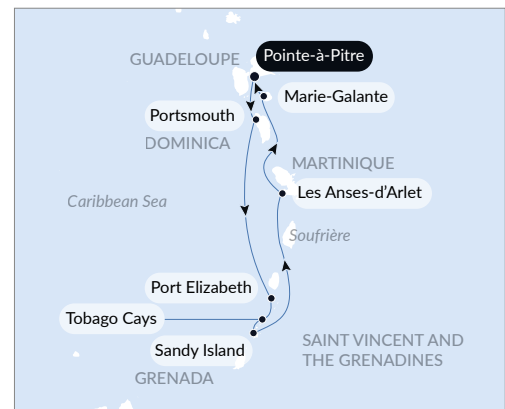 GUADELOUPE
Pointe-à-Pitre
Marie-Galante
Portsmouth
DOMINICA
MARTINIQUE
Les Anses-d’Arlet
Caribbean Sea
Soufrière
Port Elizabeth
Tobago Cays
Sandy Island
SAINT VINCENT AND
THE GRENADINES
GRENADA